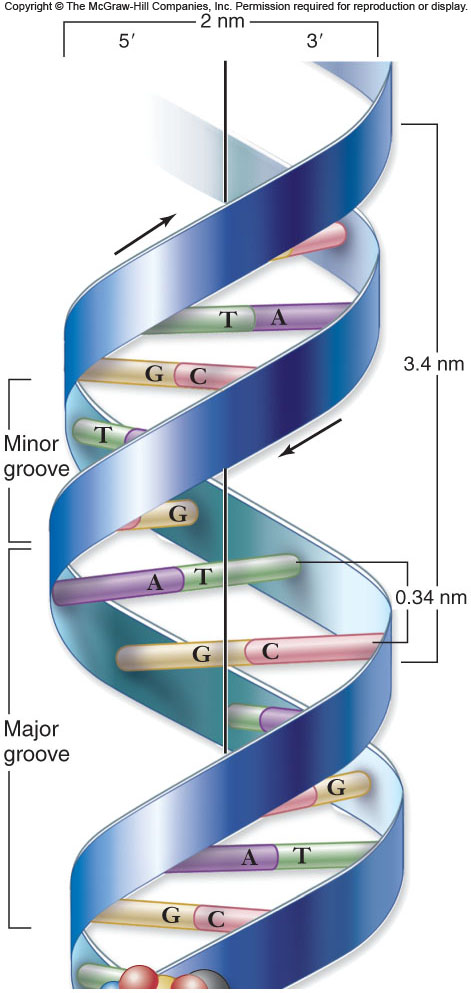 Copyright © The McGraw-Hill Companies, Inc. Permission required for reproduction or display.
2 nm
5′ 3′
T A
3.4 nm
G C
T
Minor
groove
G
A T
0.34 nm
G C
Major
groove
G
A T
G C